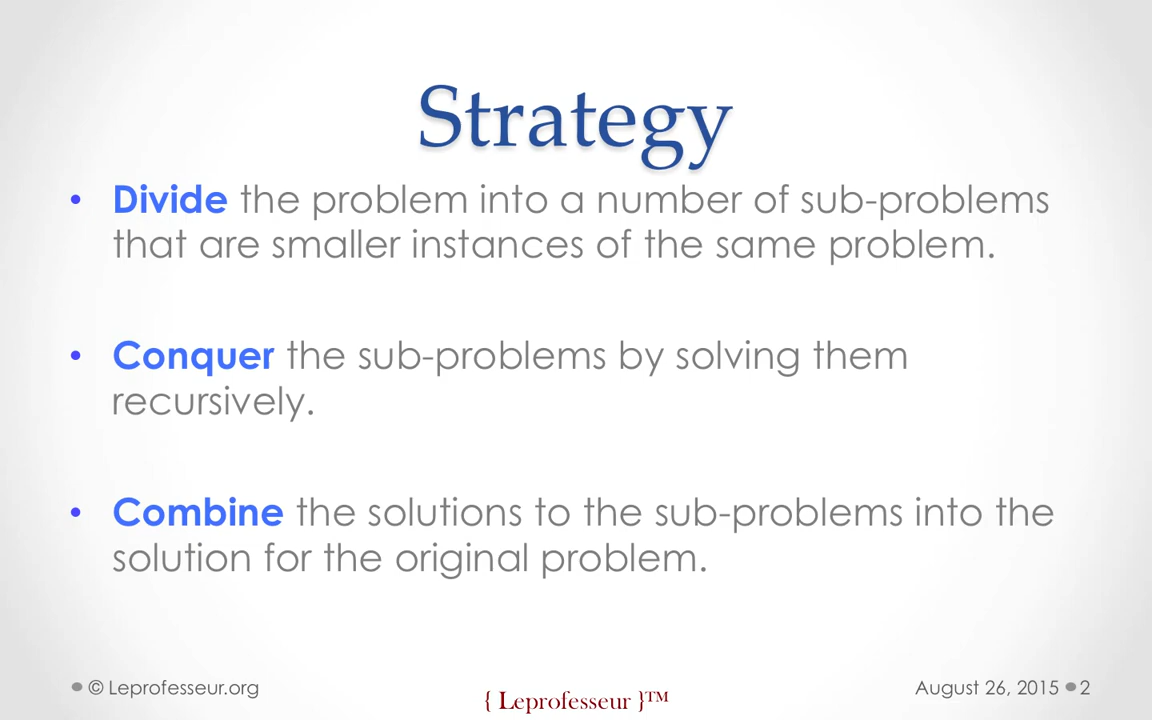 Strategy
• Divide the problem into a number of sub-problems
that are smaller instances of the same problem.
• Conquer the sub-problems by solving them
recursively.
• Combine the solutions to the sub-problems into the
solution for the original problem.
● © Leprofesseur.org
{ Leprofesseur }™
August 26, 2015 ● 2